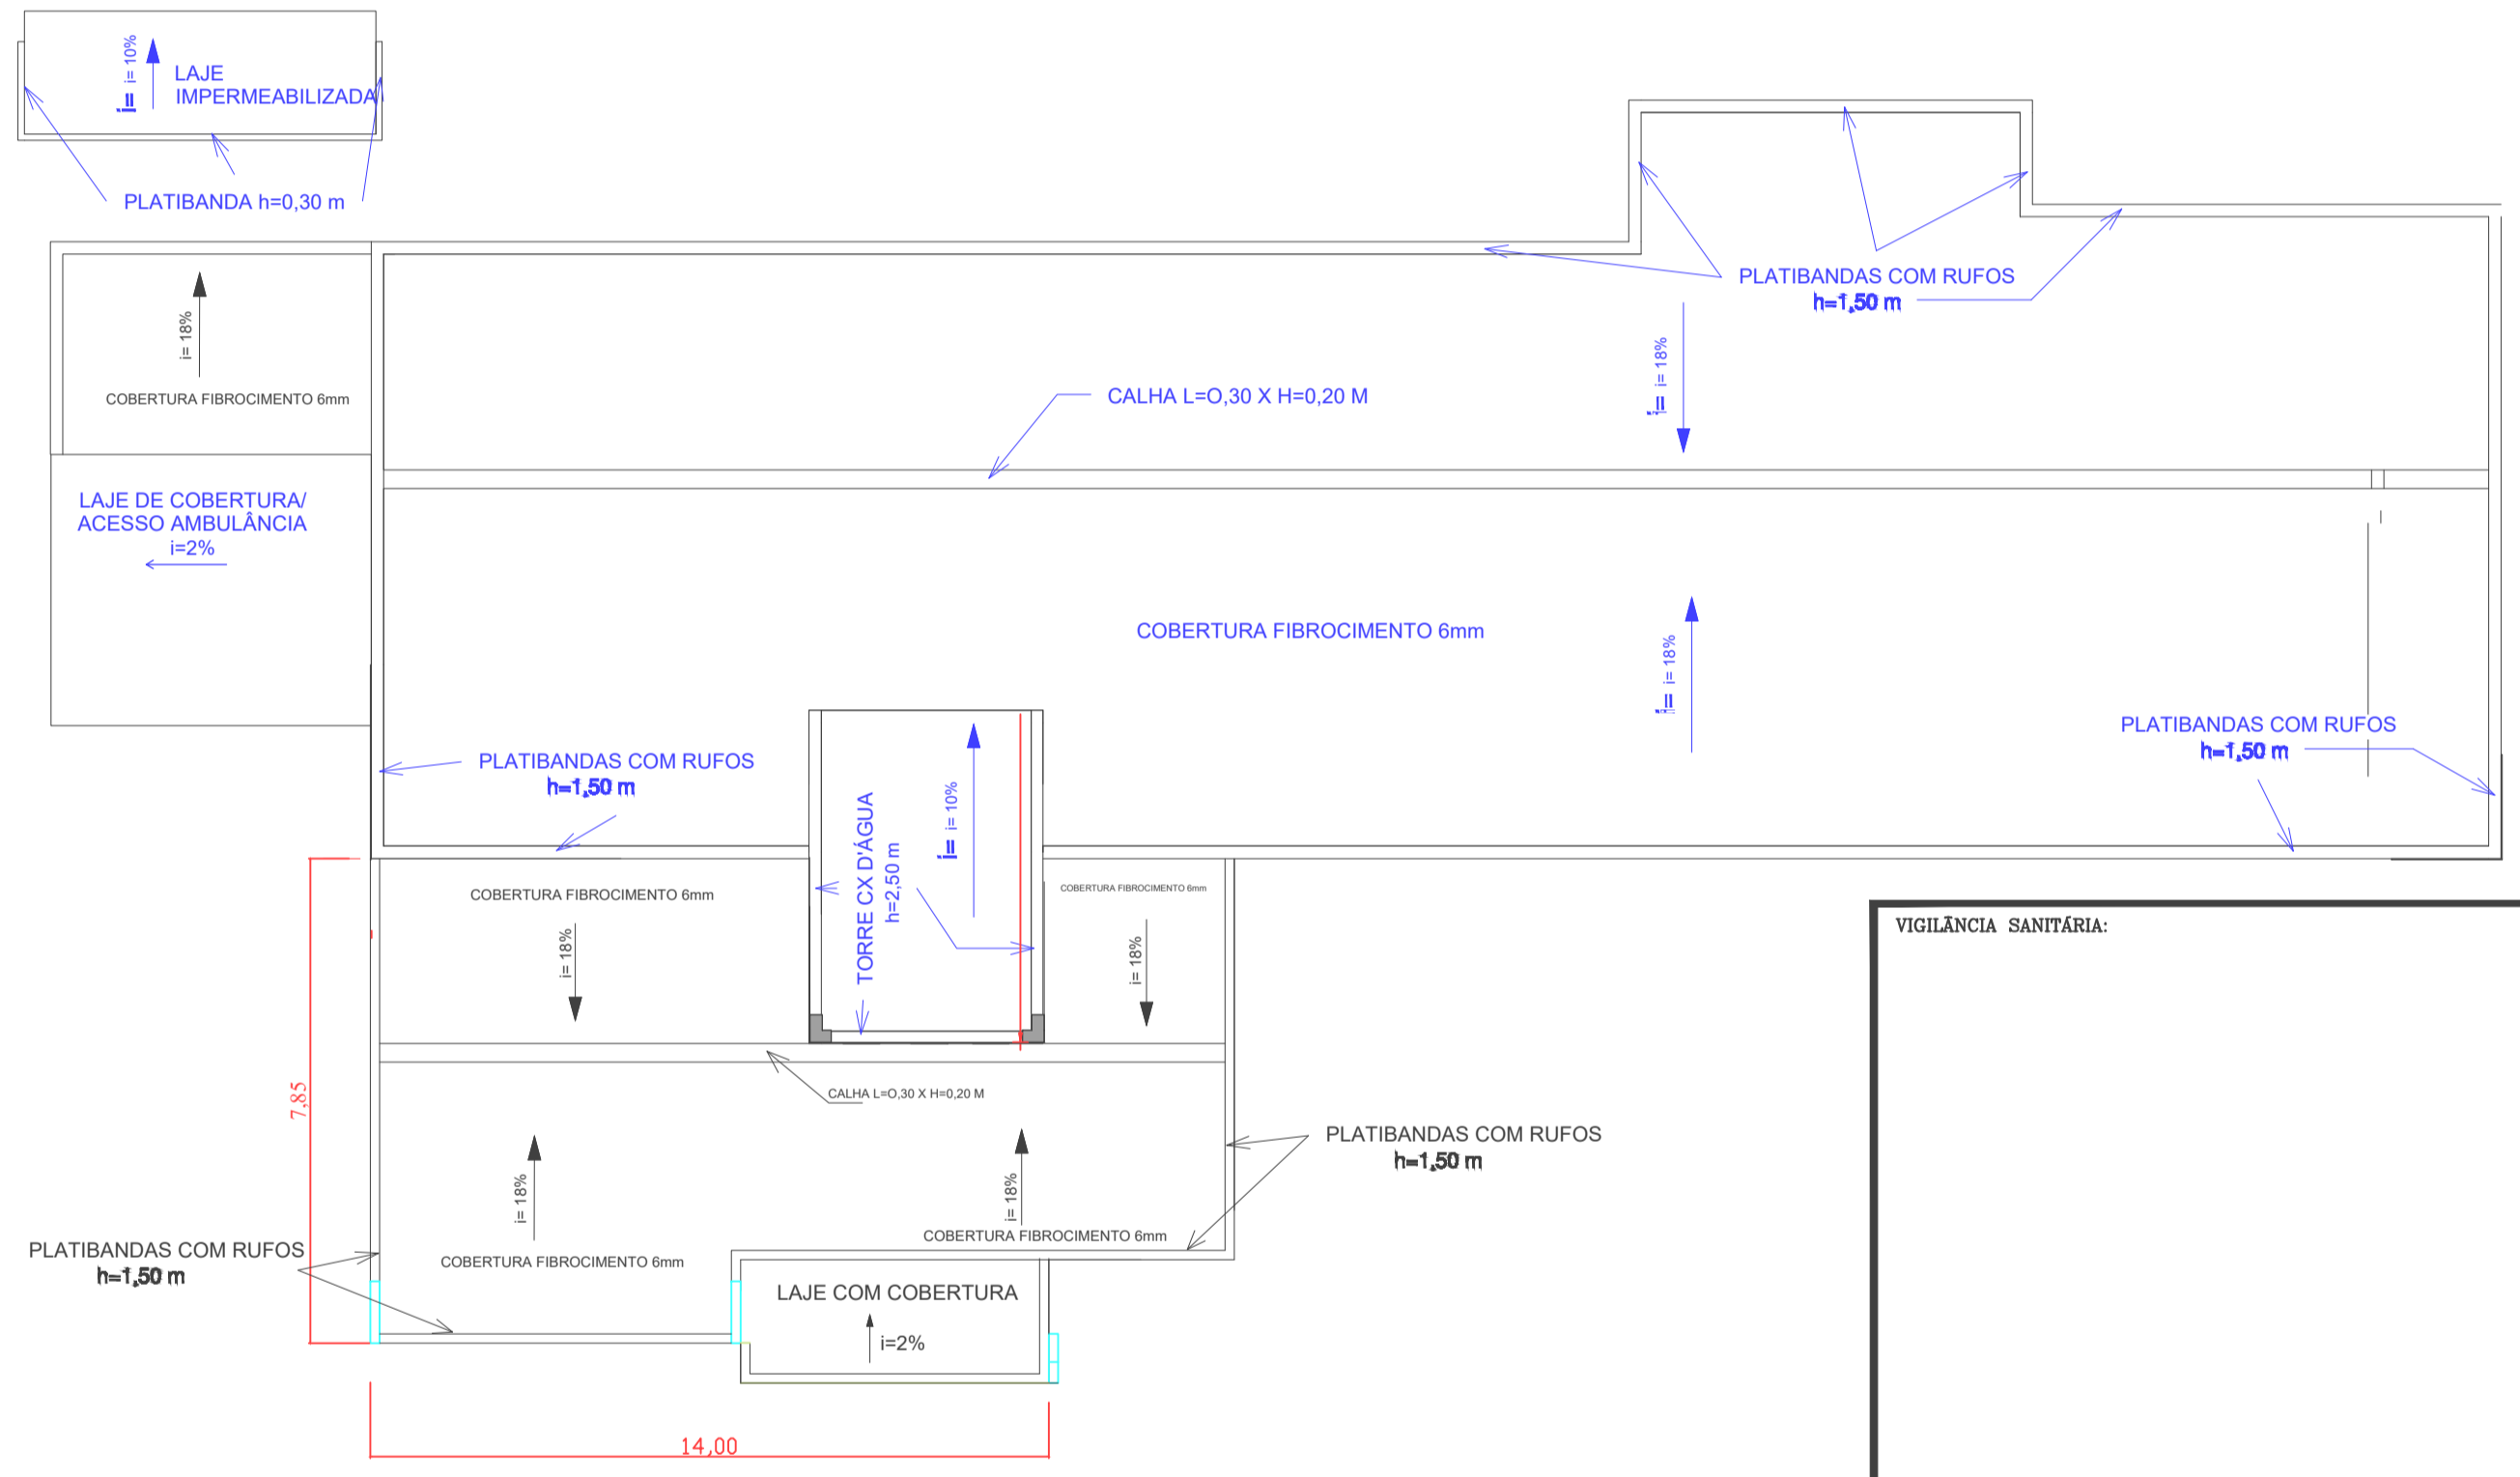 i= i= 10%
LAJE
IMPERMEABILIZADA
PLATIBANDA h=0,30 m
i= 18%
COBERTURA FIBROCIMENTO 6mm
PLATIBANDAS COM RUFOS
h=1,50 m
i= i= 18%
CALHA L=O,30 X H=0,20 M
LAJE DE COBERTURA/
ACESSO AMBULÂNCIA
i=2%
COBERTURA FIBROCIMENTO 6mm
i= i= 18%
PLATIBANDAS COM RUFOS
h=1,50 m
PLATIBANDAS COM RUFOS
h=1,50 m
TORRE CX D'ÁGUA
h=2,50 m
i= i= 10%
COBERTURA FIBROCIMENTO 6mm
i= 18%
COBERTURA FIBROCIMENTO 6mm
i= 18%
VIGILÂNCIA SANITÁRIA:
CALHA L=O,30 X H=0,20 M
7,85
PLATIBANDAS COM RUFOS
h=1,50 m
i= 18%
i= 18%
COBERTURA FIBROCIMENTO 6mm
PLATIBANDAS COM RUFOS
h=1,50 m
COBERTURA FIBROCIMENTO 6mm
LAJE COM COBERTURA
i=2%
14,00